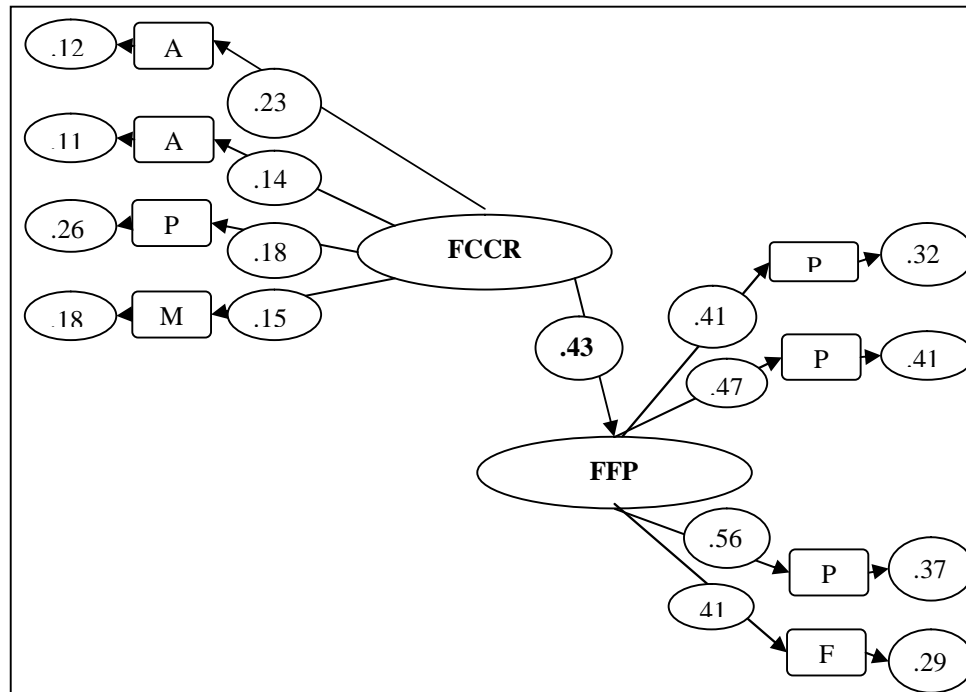 .12
A
.23
.11
A
.14
.26
P
.18
FCCR
.18
M
.15
.43
P
.32
.41
P
.41
.47
FFP
.56
P
.37
.41
F
.29